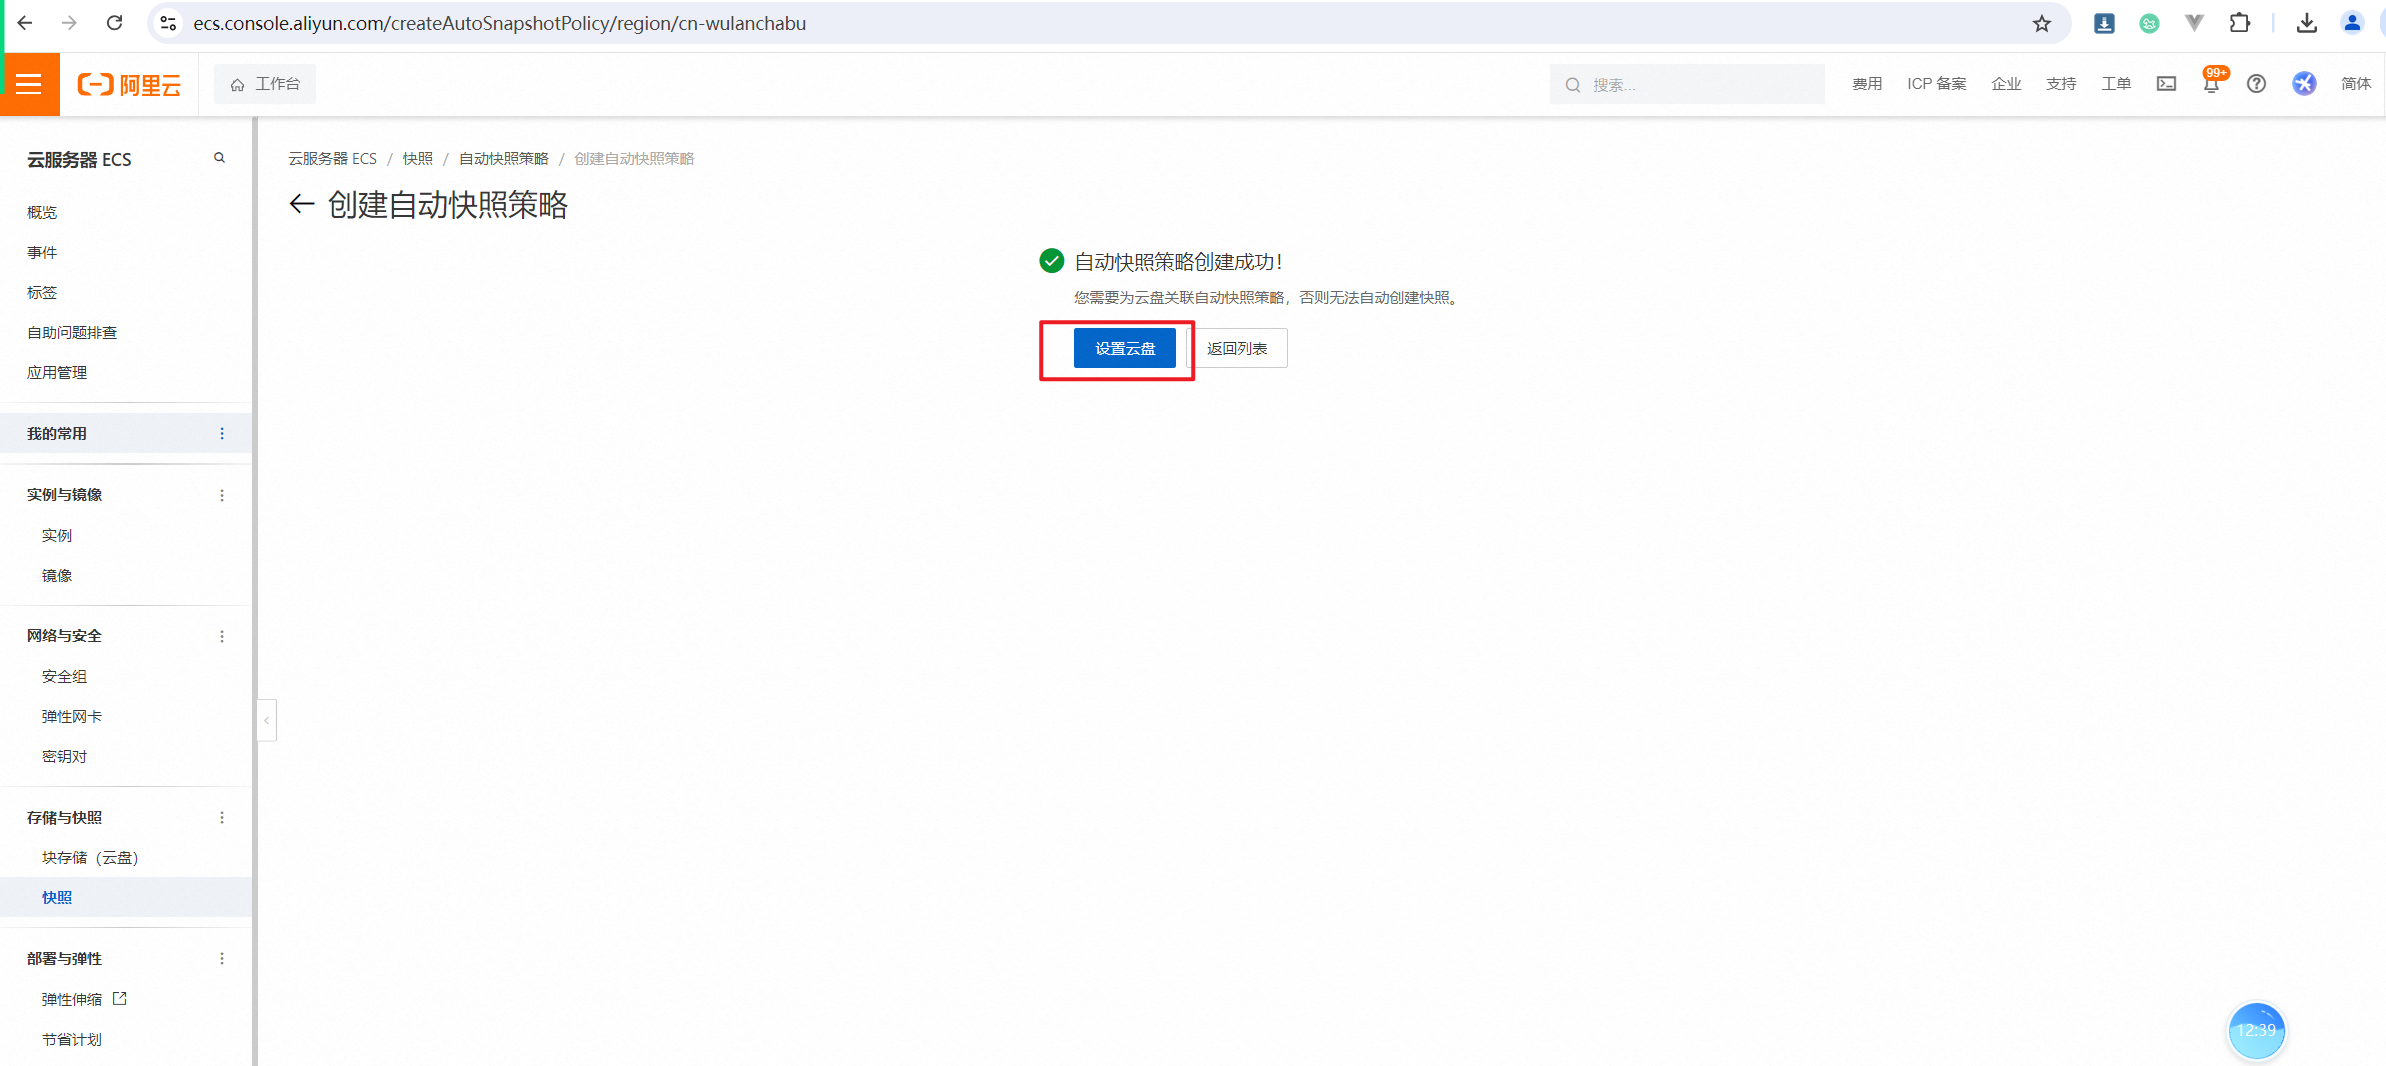 ecs.console.aliyun.com/createAutoSnapshotPolicy/region/cn-wulanchabu
阿里云
工作台
搜索...
费用
ICP 备案
企业
支持
工单
99+
简体
云服务器 ECS
概览
事件
标签
自助问题排查
应用管理
我的常用
实例与镜像
实例
镜像
网络与安全
安全组
弹性网卡
密钥对
存储与快照
块存储（云盘）
快照
部署与弹性
弹性伸缩
节省计划
云服务器 ECS / 快照 / 自动快照策略 / 创建自动快照策略
创建自动快照策略
自动快照策略创建成功！
您需要为云盘关联自动快照策略，否则无法自动创建快照。
设置云盘
返回列表
12:39